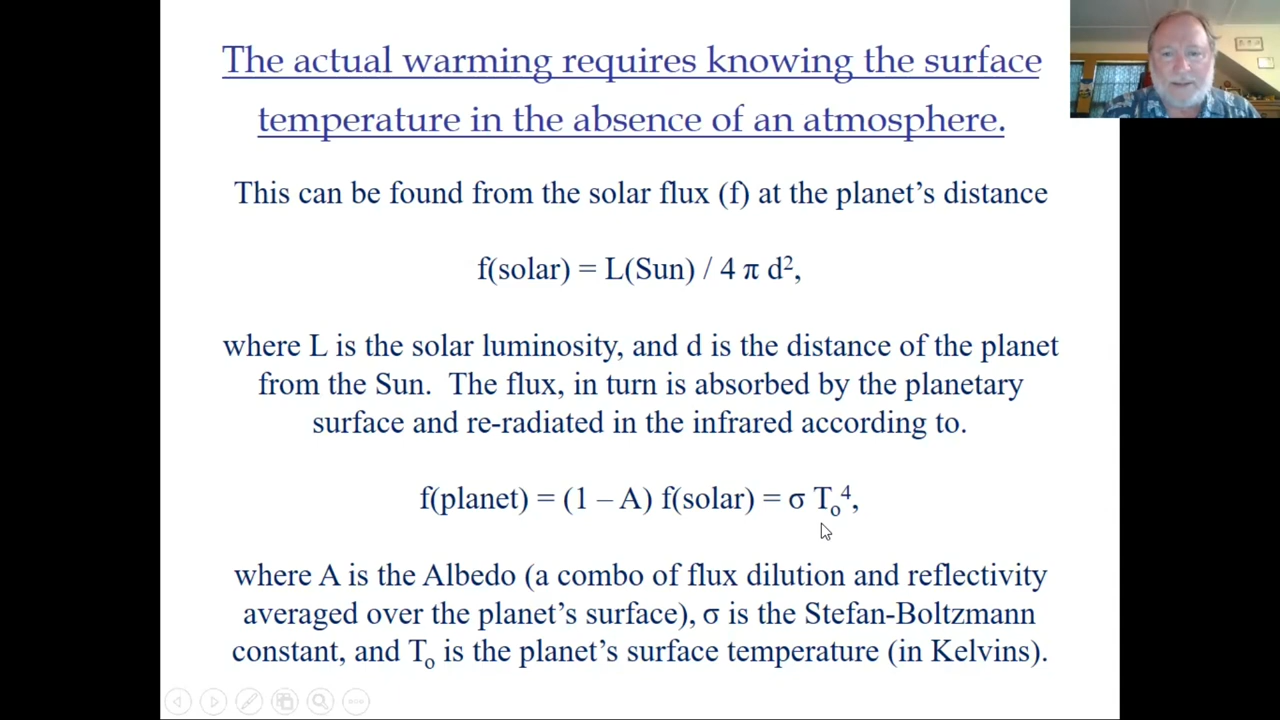 The actual warming requires knowing the surface
temperature in the absence of an atmosphere.
This can be found from the solar flux (f) at the planet’s distance
f(solar) = L(Sun) / 4 π d²,
where L is the solar luminosity, and d is the distance of the planet
from the Sun. The flux, in turn is absorbed by the planetary
surface and re-radiated in the infrared according to.
f(planet) = (1 – A) f(solar) = σ Tₒ⁴,
where A is the Albedo (a combo of flux dilution and reflectivity
averaged over the planet’s surface), σ is the Stefan-Boltzmann
constant, and Tₒ is the planet’s surface temperature (in Kelvins).